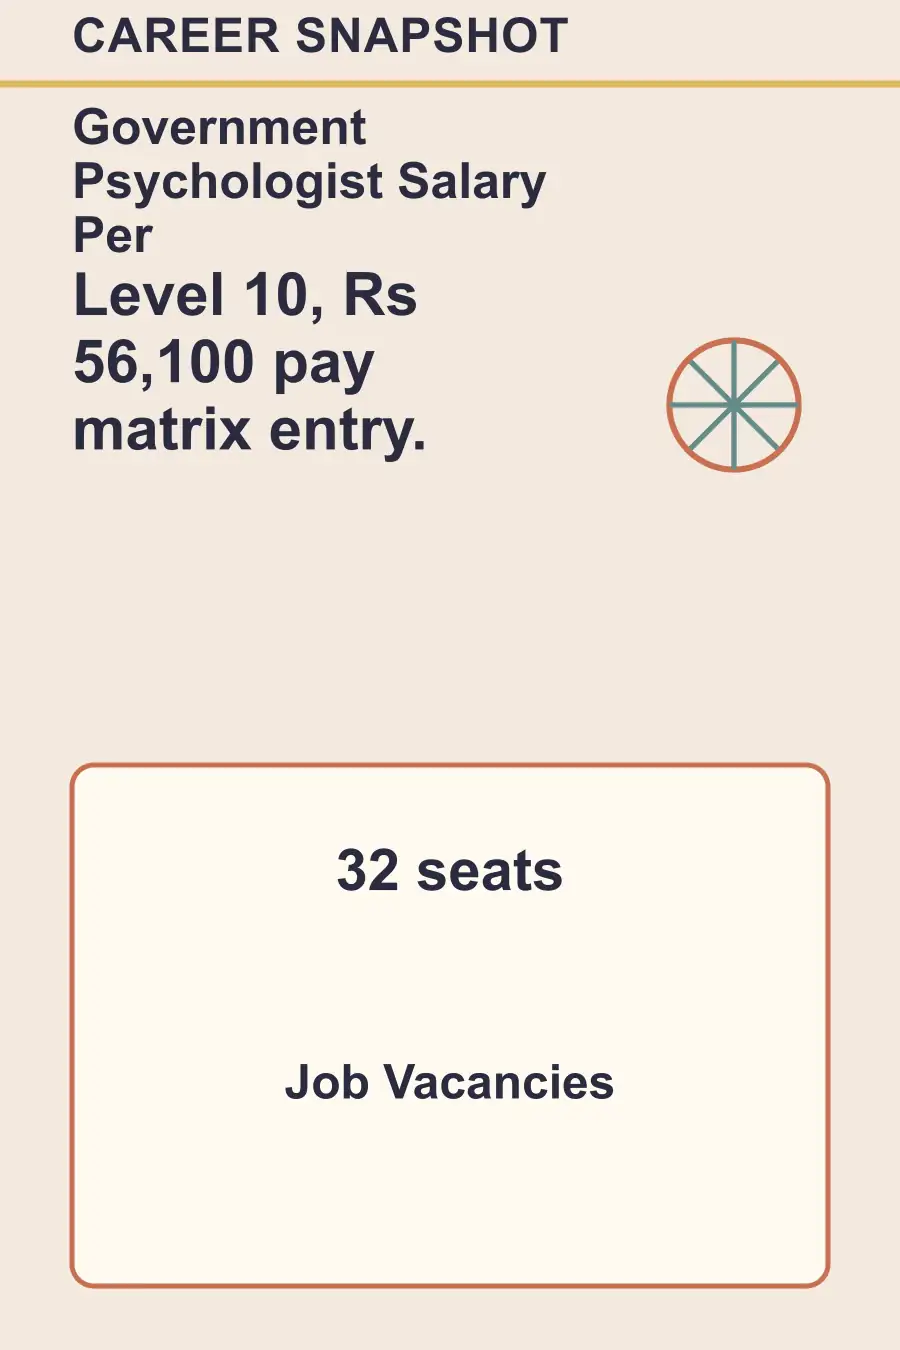 CAREER SNAPSHOT
Government
Psychologist Salary
Per
Level 10, Rs
56,100 pay
matrix entry.
32 seats
Job Vacancies